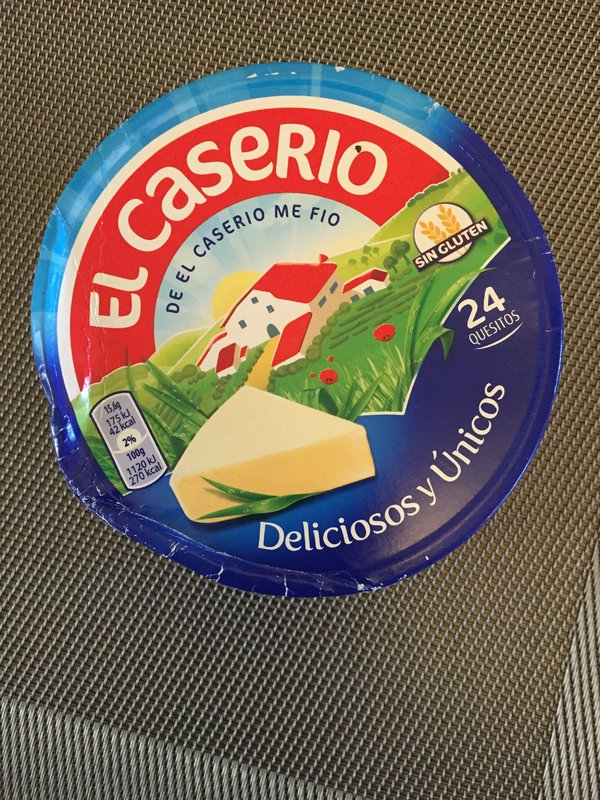 EL CASERIO
DE EL CASERIO ME FIO
SIN GLUTEN
24
QUESITOS
15,6g
175 kJ
42 kcal
2%
100g
1120 kJ
270 kcal
Deliciosos y Únicos